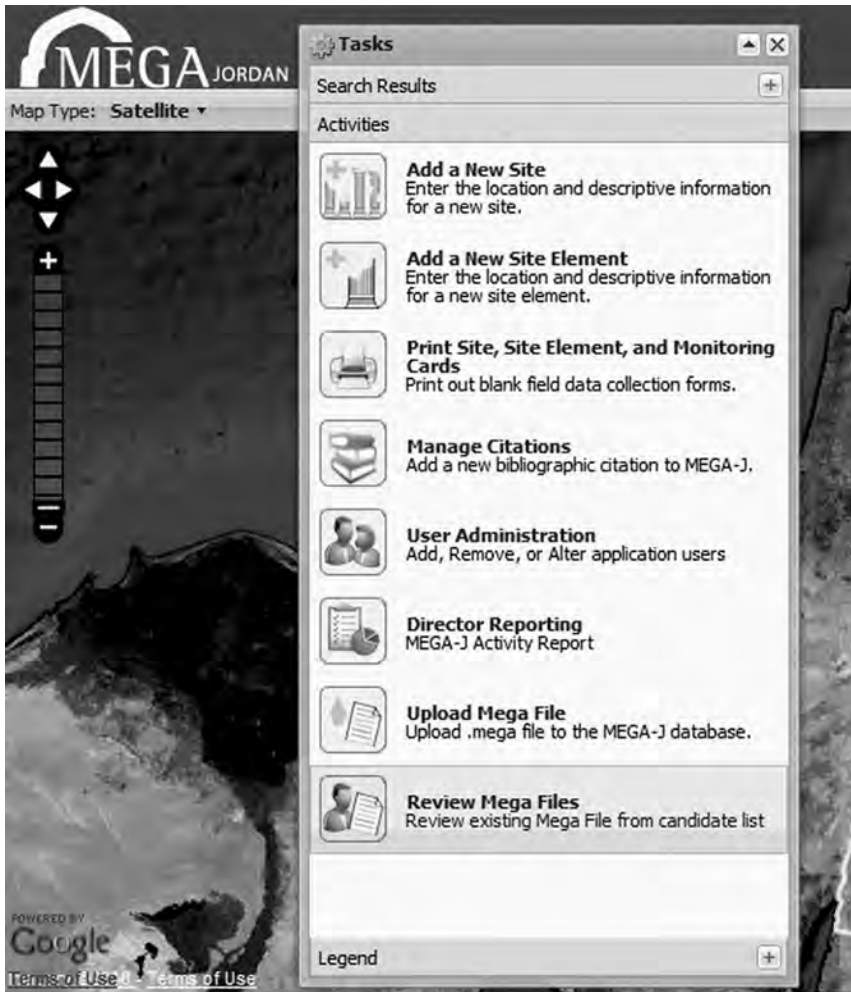 MEGA JORDAN
Map Type: Satellite
Tasks
Search Results
Activities
Add a New Site
Enter the location and descriptive information
for a new site.
Add a New Site Element
Enter the location and descriptive information
for a new site element.
Print Site, Site Element, and Monitoring
Cards
Print out blank field data collection forms.
Manage Citations
Add a new bibliographic citation to MEGA-J.
User Administration
Add, Remove, or Alter application users
Director Reporting
MEGA-J Activity Report
Upload Mega File
Upload .mega file to the MEGA-J database.
Review Mega Files
Review existing Mega File from candidate list
Legend
POWERED BY
Google
Terms of Use - Terms of Use